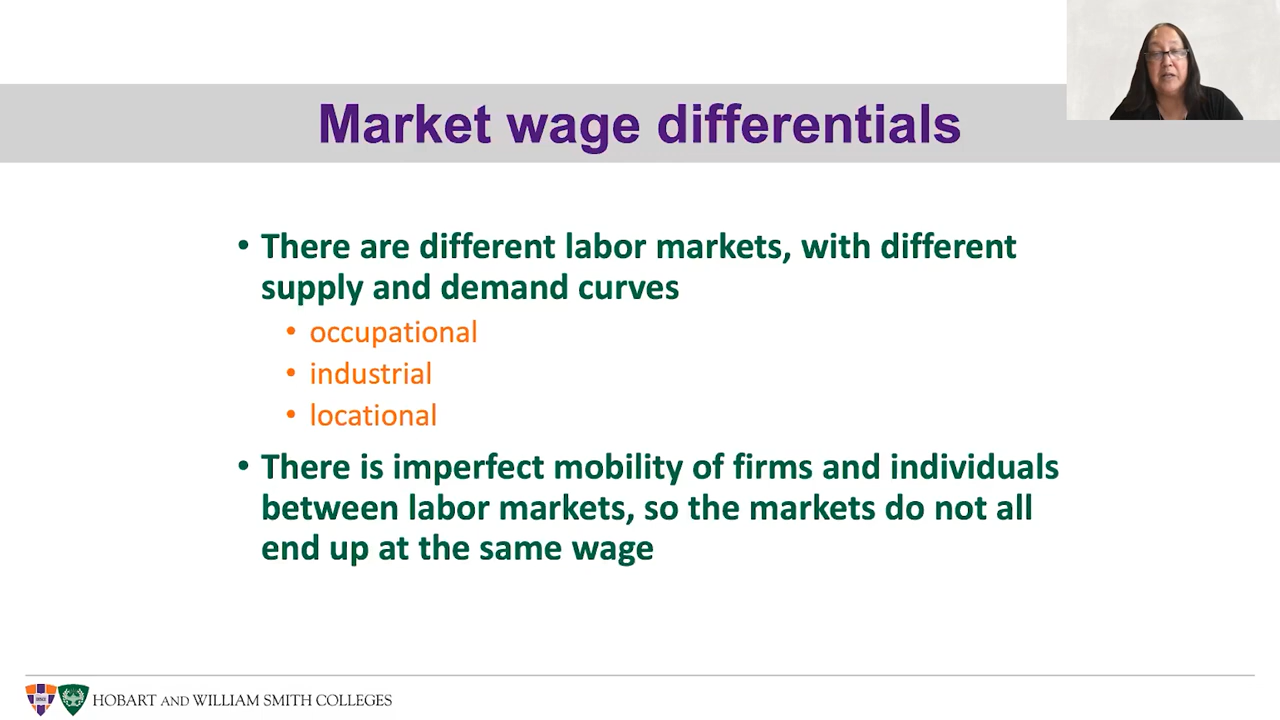 Market wage differentials
• There are different labor markets, with different
supply and demand curves
• occupational
• industrial
• locational
• There is imperfect mobility of firms and individuals
between labor markets, so the markets do not all
end up at the same wage
HOBART AND WILLIAM SMITH COLLEGES